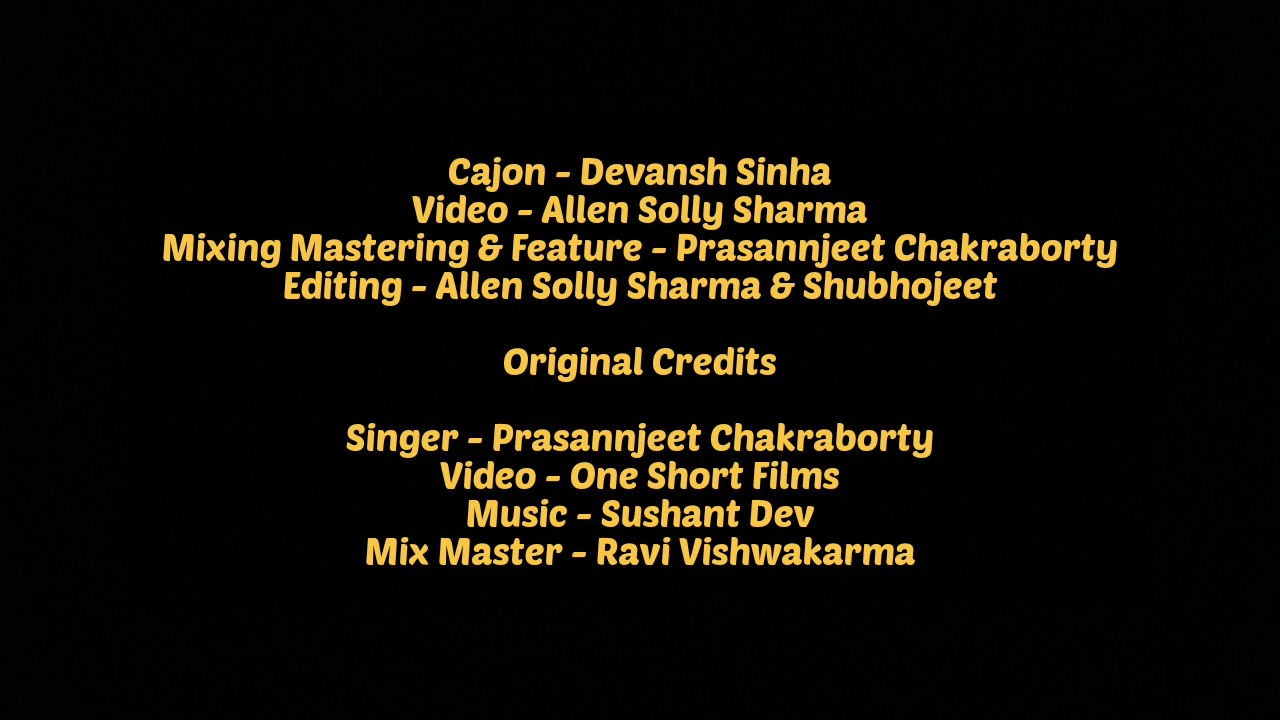 Cajon - Devansh Sinha
Video - Allen Solly Sharma
Mixing Mastering & Feature - Prasannjeet Chakraborty
Editing - Allen Solly Sharma & Shubhojeet
Original Credits
Singer - Prasannjeet Chakraborty
Video - One Short Films
Music - Sushant Dev
Mix Master - Ravi Vishwakarma